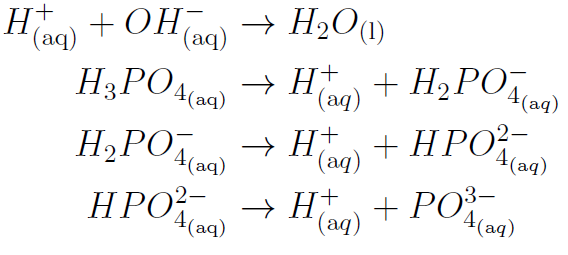 H⁺₍aq₎ + OH⁻₍aq₎ → H₂O₍l₎
H₃PO₄₍aq₎ → H⁺₍aq₎ + H₂PO₄⁻₍aq₎
H₂PO₄⁻₍aq₎ → H⁺₍aq₎ + HPO₄²⁻₍aq₎
HPO₄²⁻₍aq₎ → H⁺₍aq₎ + PO₄³⁻₍aq₎